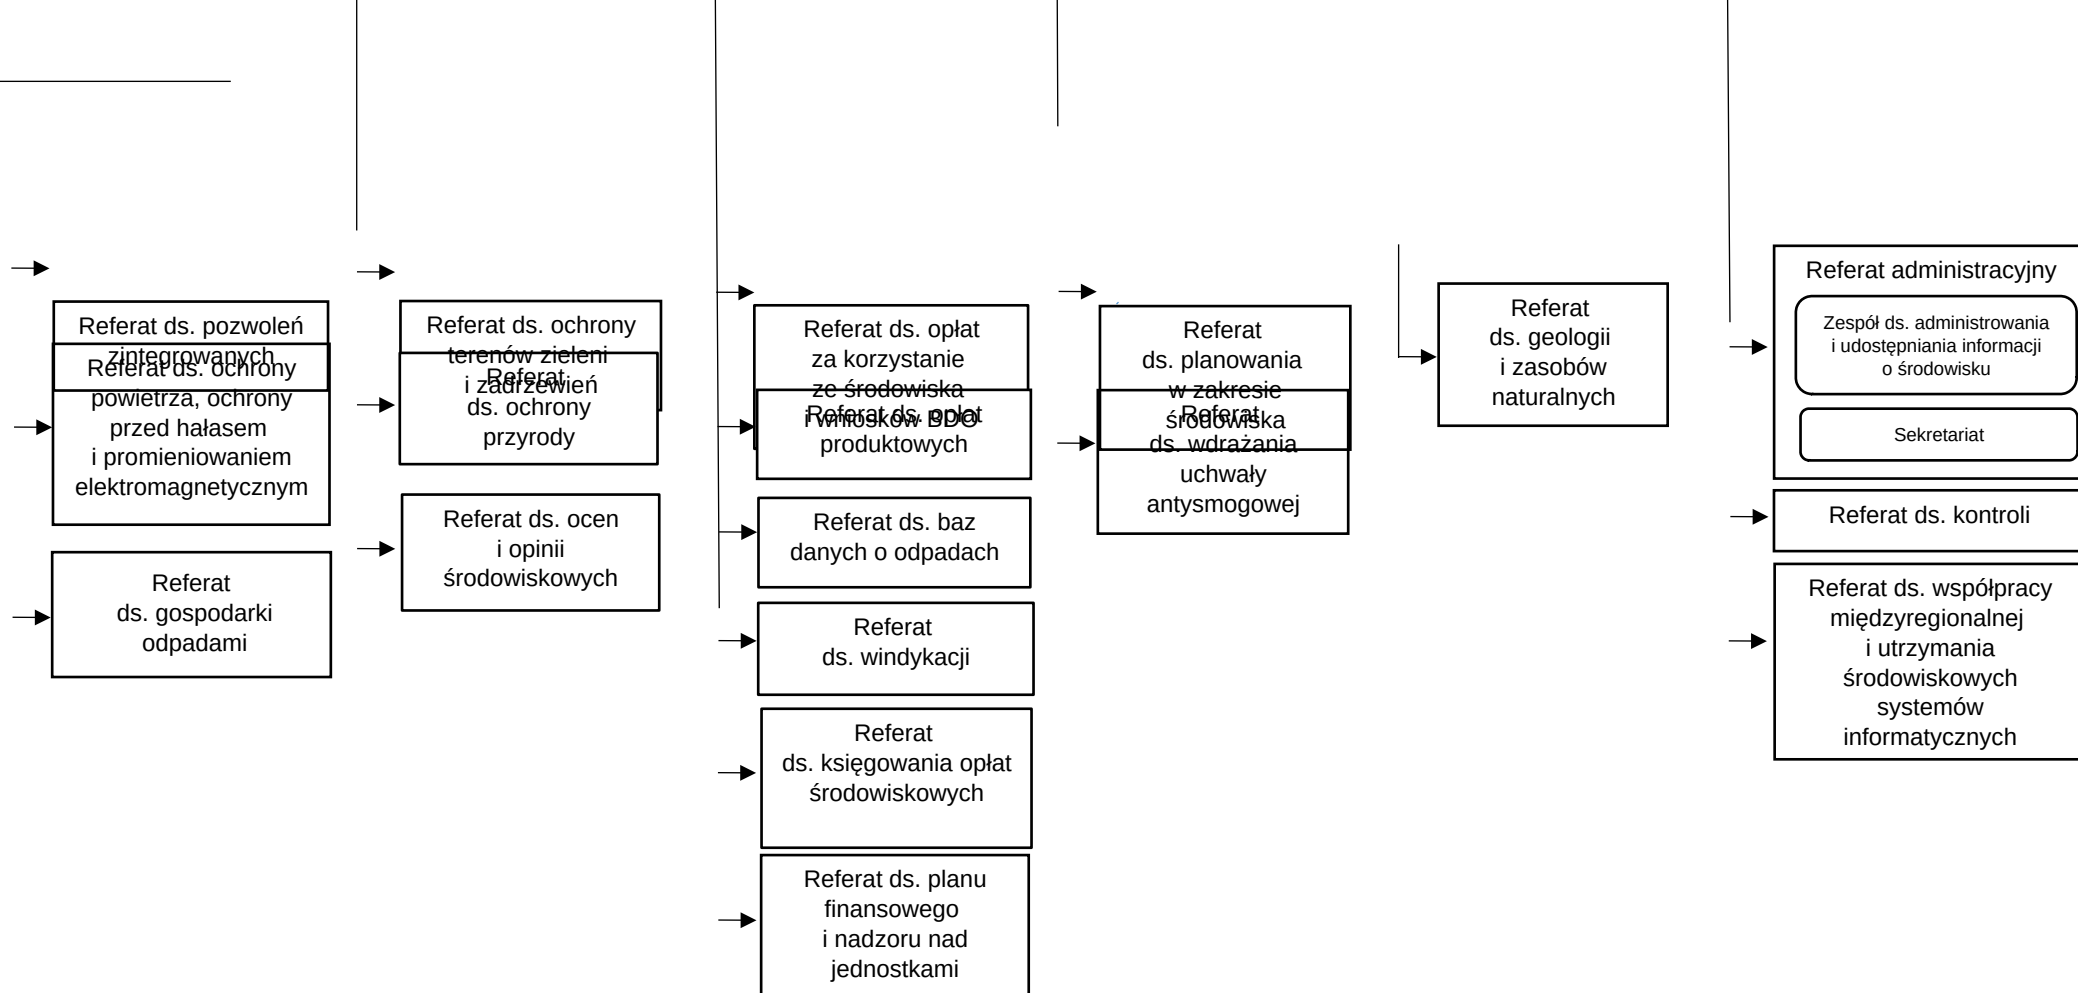 Referat ds. pozwoleń
zintegrowanych
Referat ds. ochrony
powietrza, ochrony
przed hałasem
i promieniowaniem
elektromagnetycznym
Referat
ds. gospodarki
odpadami
Referat ds. ochrony
terenów zieleni
i zadrzewień
Referat
ds. ochrony
przyrody
Referat ds. ocen
i opinii
środowiskowych
Referat ds. opłat
za korzystanie
ze środowiska
i wniosków BDO
Referat ds. opłat
produktowych
Referat ds. baz
danych o odpadach
Referat
ds. windykacji
Referat
ds. księgowania opłat
środowiskowych
Referat ds. planu
finansowego
i nadzoru nad
jednostkami
Referat
ds. planowania
w zakresie
środowiska
Referat
ds. wdrażania
uchwały
antysmogowej
Referat
ds. geologii
i zasobów
naturalnych
Referat administracyjny
Zespół ds. administrowania
i udostępniania informacji
o środowisku
Sekretariat
Referat ds. kontroli
Referat ds. współpracy
międzyregionalnej
i utrzymania
środowiskowych
systemów
informatycznych